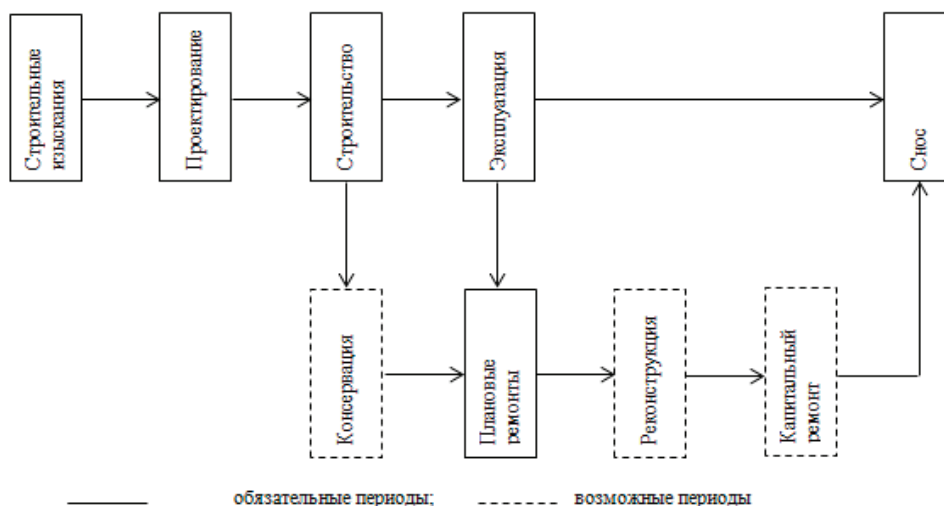 Строительные
изыскания
Проектирование
Строительство
Эксплуатация
Снос
Консервация
Плановые
ремонты
Реконструкция
Капитальный
ремонт
обязательные периоды;
возможные периоды